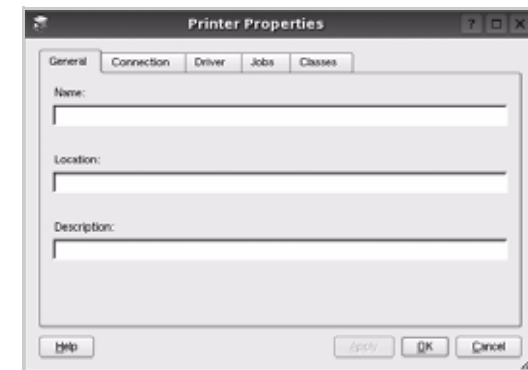 Printer Properties
?
General Connection Driver Jobs Classes
Name:
Location:
Description:
Help Apply OK Cancel